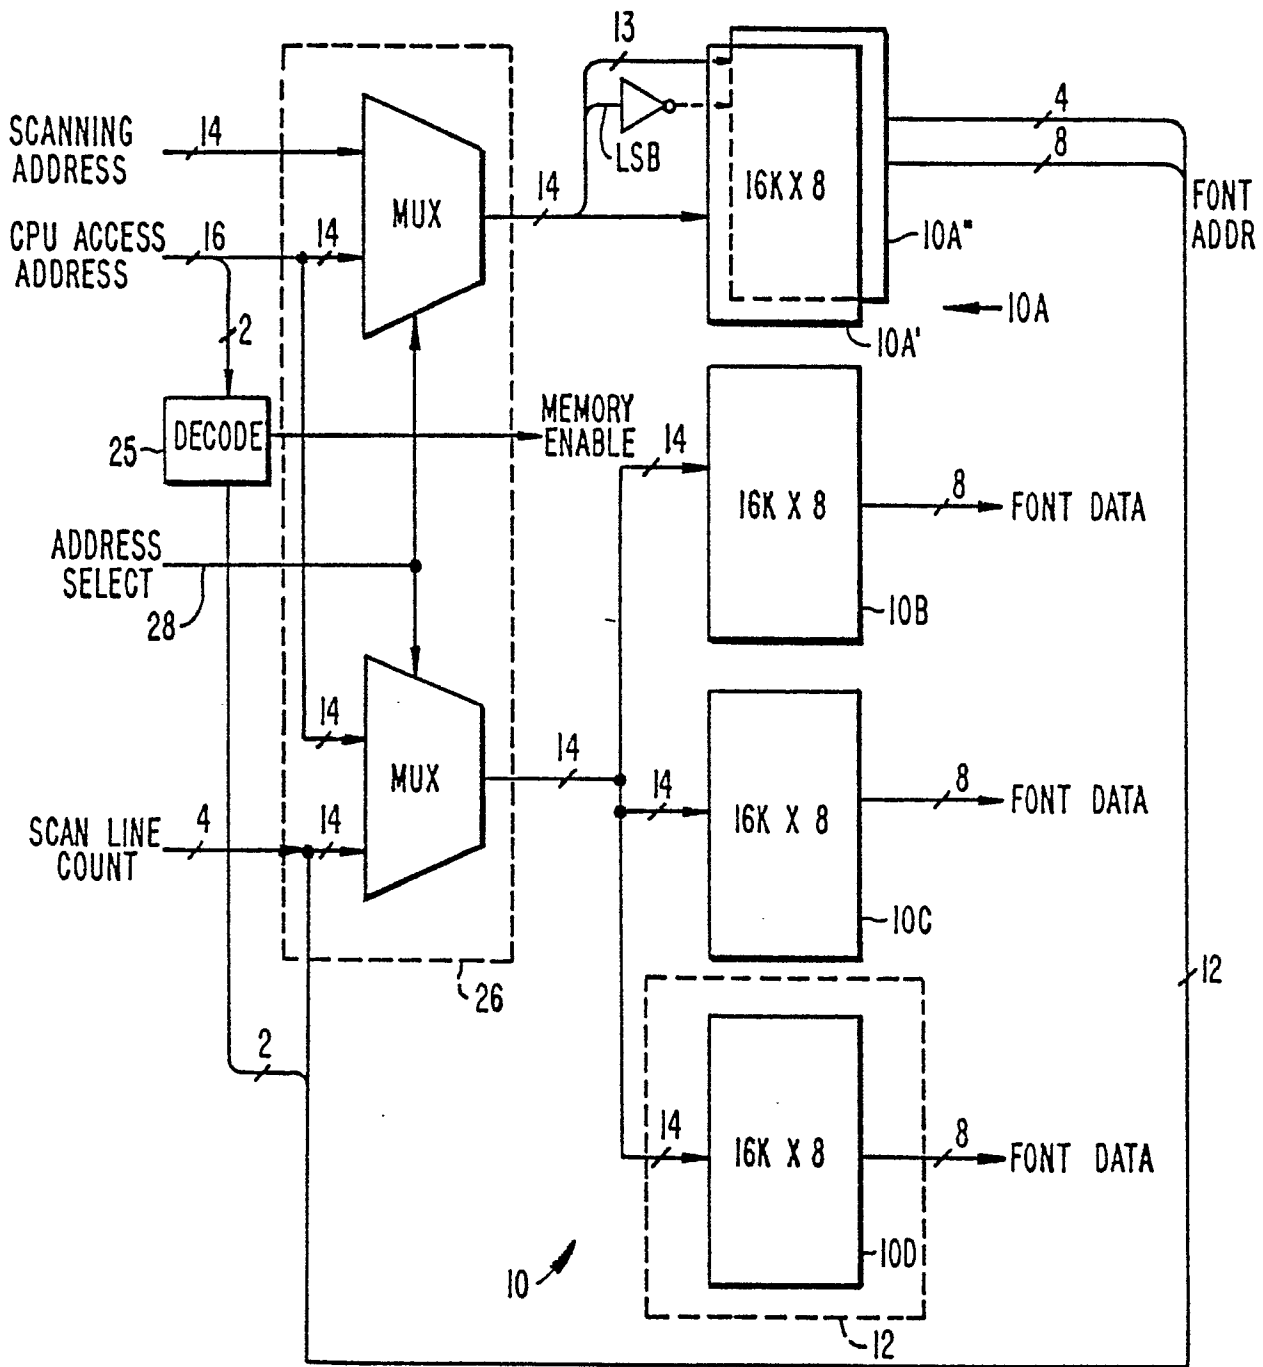 13
SCANNING
ADDRESS
14
LSB
4
8
MUX
14
16K X 8
FONT
ADDR
CPU ACCESS
ADDRESS
16
14
10A"
10A
2
10A'
DECODE
25
MEMORY
ENABLE
14
16K X 8
8
FONT DATA
ADDRESS
SELECT
28
10B
14
MUX
14
14
16K X 8
8
FONT DATA
SCAN LINE
COUNT
4
14
10C
26
12
2
14
16K X 8
8
FONT DATA
10D
10
12